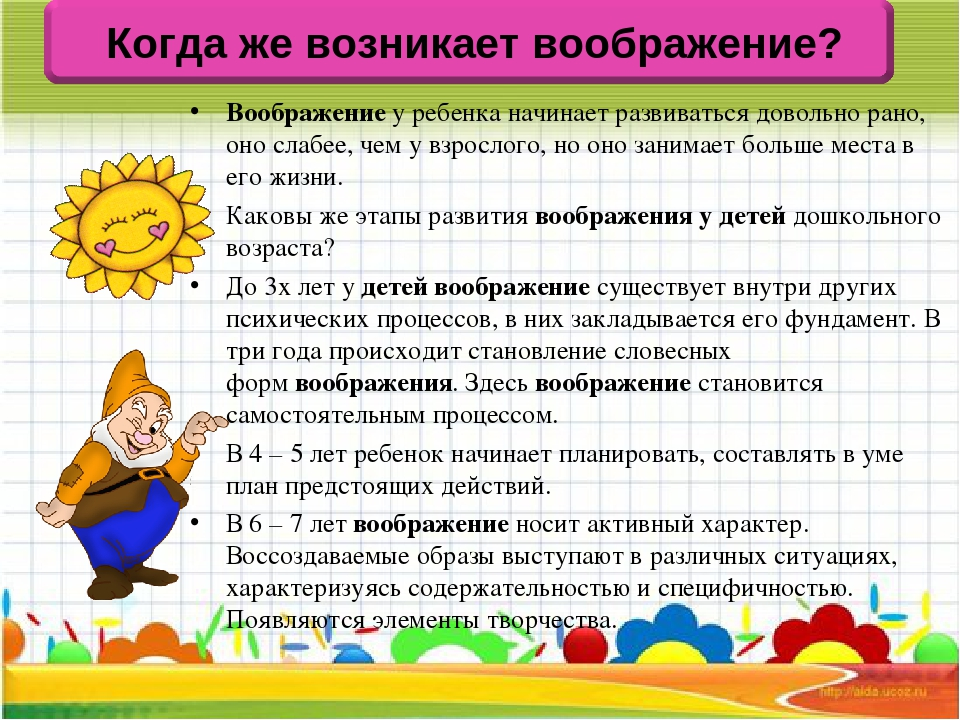 Когда же возникает воображение?
• Воображение у ребенка начинает развиваться довольно рано,
оно слабее, чем у взрослого, но оно занимает больше места в
его жизни.
Каковы же этапы развития воображения у детей дошкольного
возраста?
• До 3х лет у детей воображение существует внутри других
психических процессов, в них закладывается его фундамент. В
три года происходит становление словесных
форм воображения. Здесь воображение становится
самостоятельным процессом.
В 4 – 5 лет ребенок начинает планировать, составлять в уме
план предстоящих действий.
• В 6 – 7 лет воображение носит активный характер.
Воссоздаваемые образы выступают в различных ситуациях,
характеризуясь содержательностью и специфичностью.
Появляются элементы творчества.
http://aida.ucoz.ru